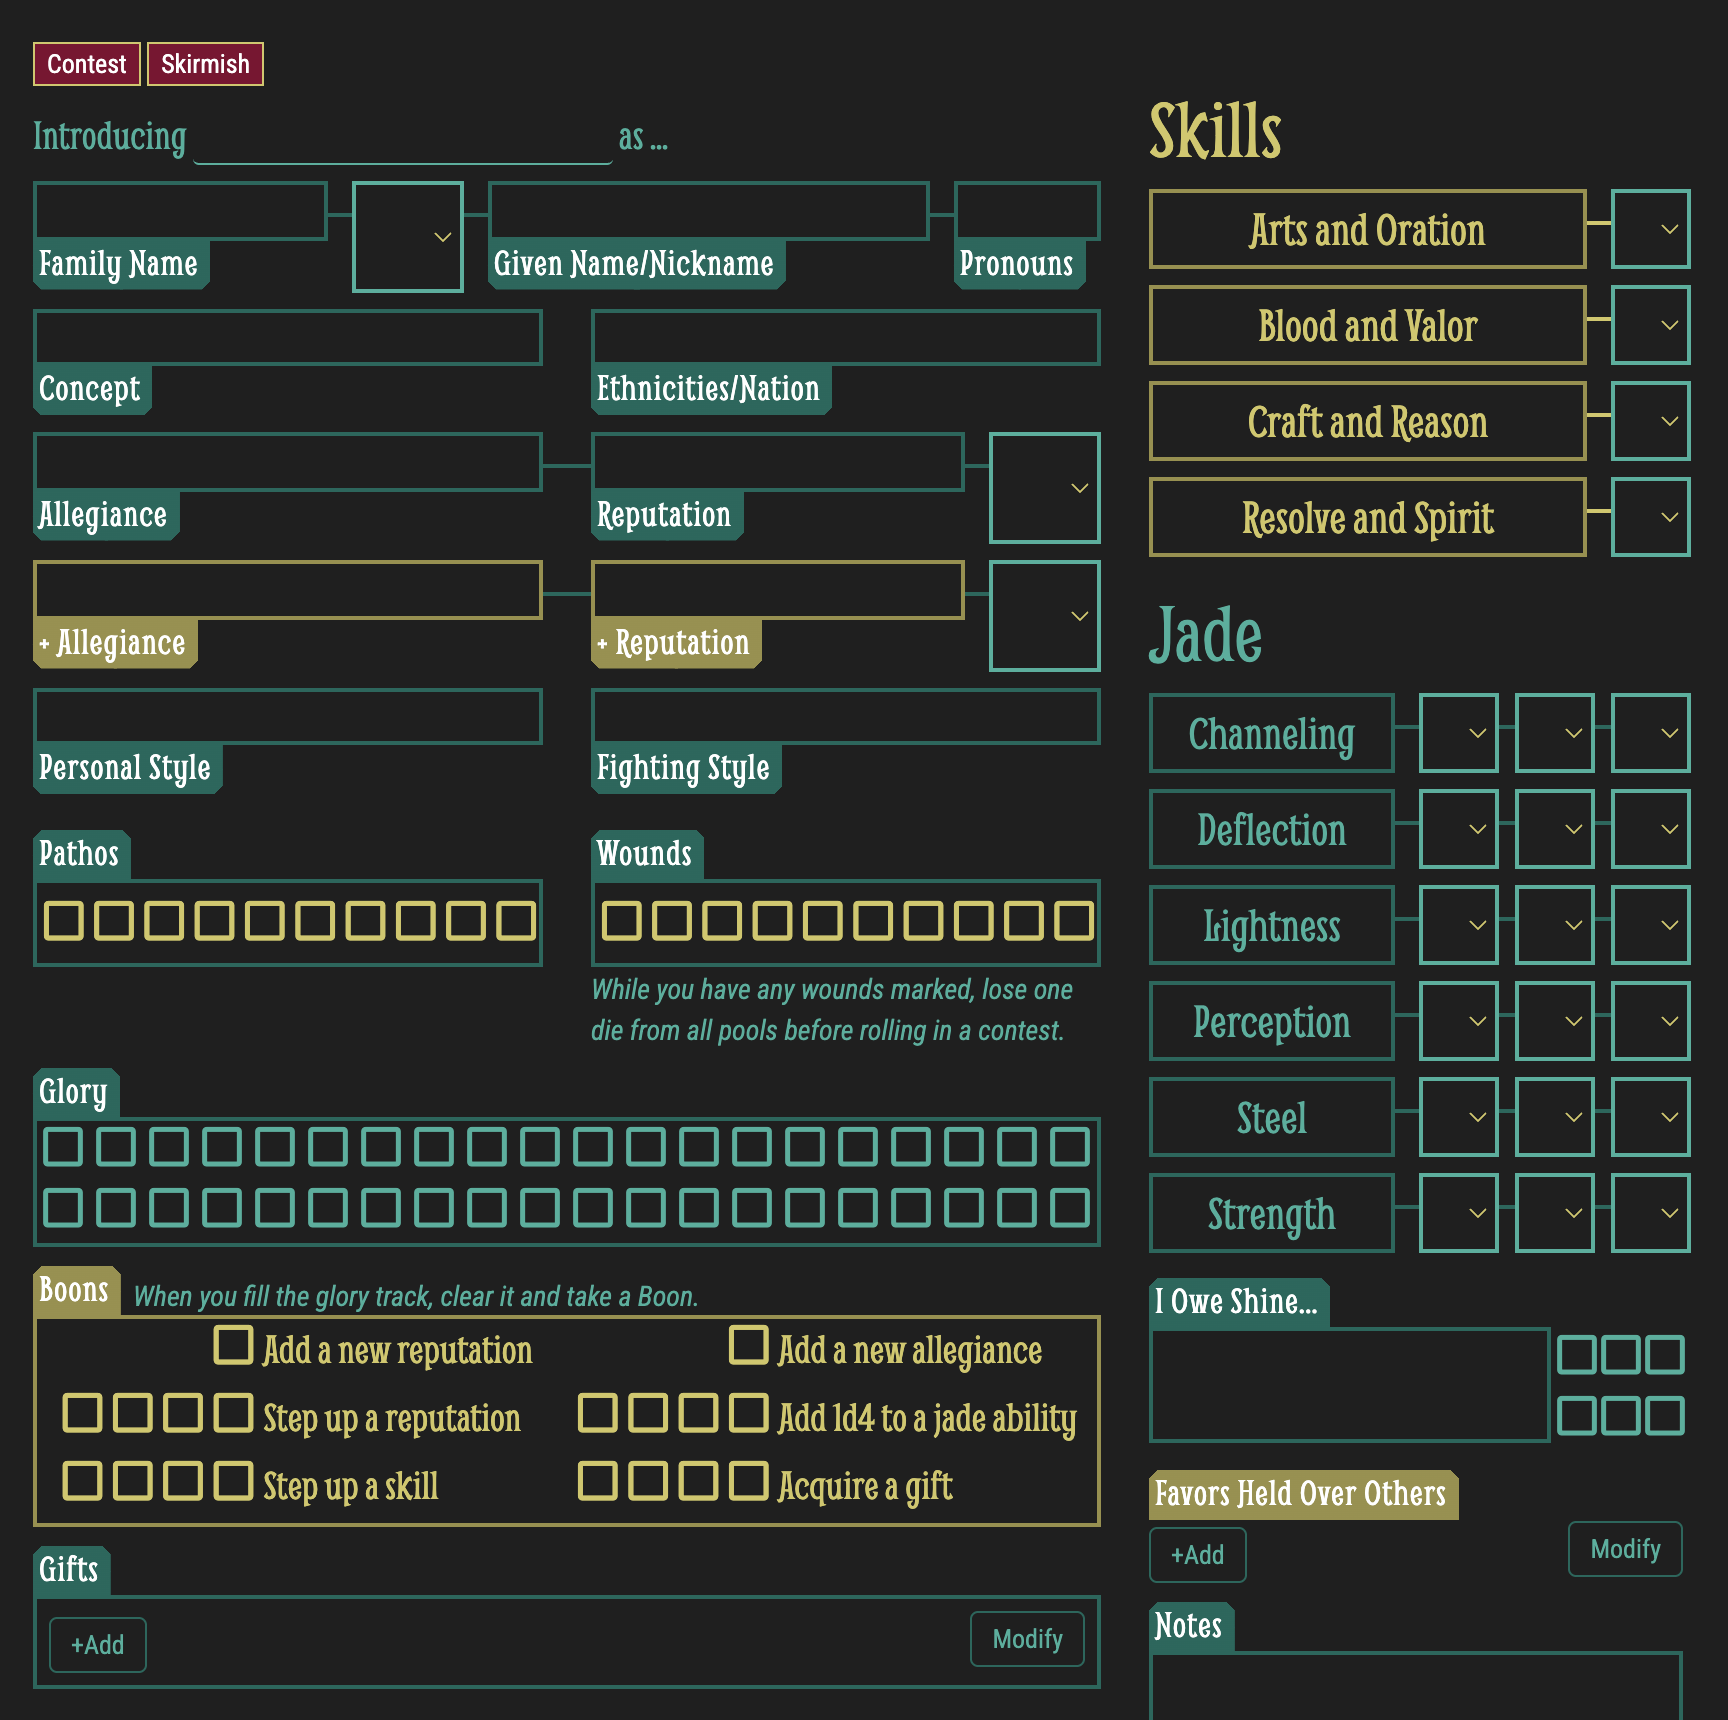 Contest Skirmish
Introducing as ...
Family Name Given Name/Nickname Pronouns
Concept Ethnicities/Nation
Allegiance Reputation
+ Allegiance + Reputation
Personal Style Fighting Style
Pathos Wounds
While you have any wounds marked, lose one
die from all pools before rolling in a contest.
Glory
Boons When you fill the glory track, clear it and take a Boon.
Add a new reputation Add a new allegiance
Step up a reputation Add 1d4 to a jade ability
Step up a skill Acquire a gift
Gifts
+Add Modify
Skills
Arts and Oration
Blood and Valor
Craft and Reason
Resolve and Spirit
Jade
Channeling
Deflection
Lightness
Perception
Steel
Strength
I Owe Shine...
Favors Held Over Others
+Add Modify
Notes